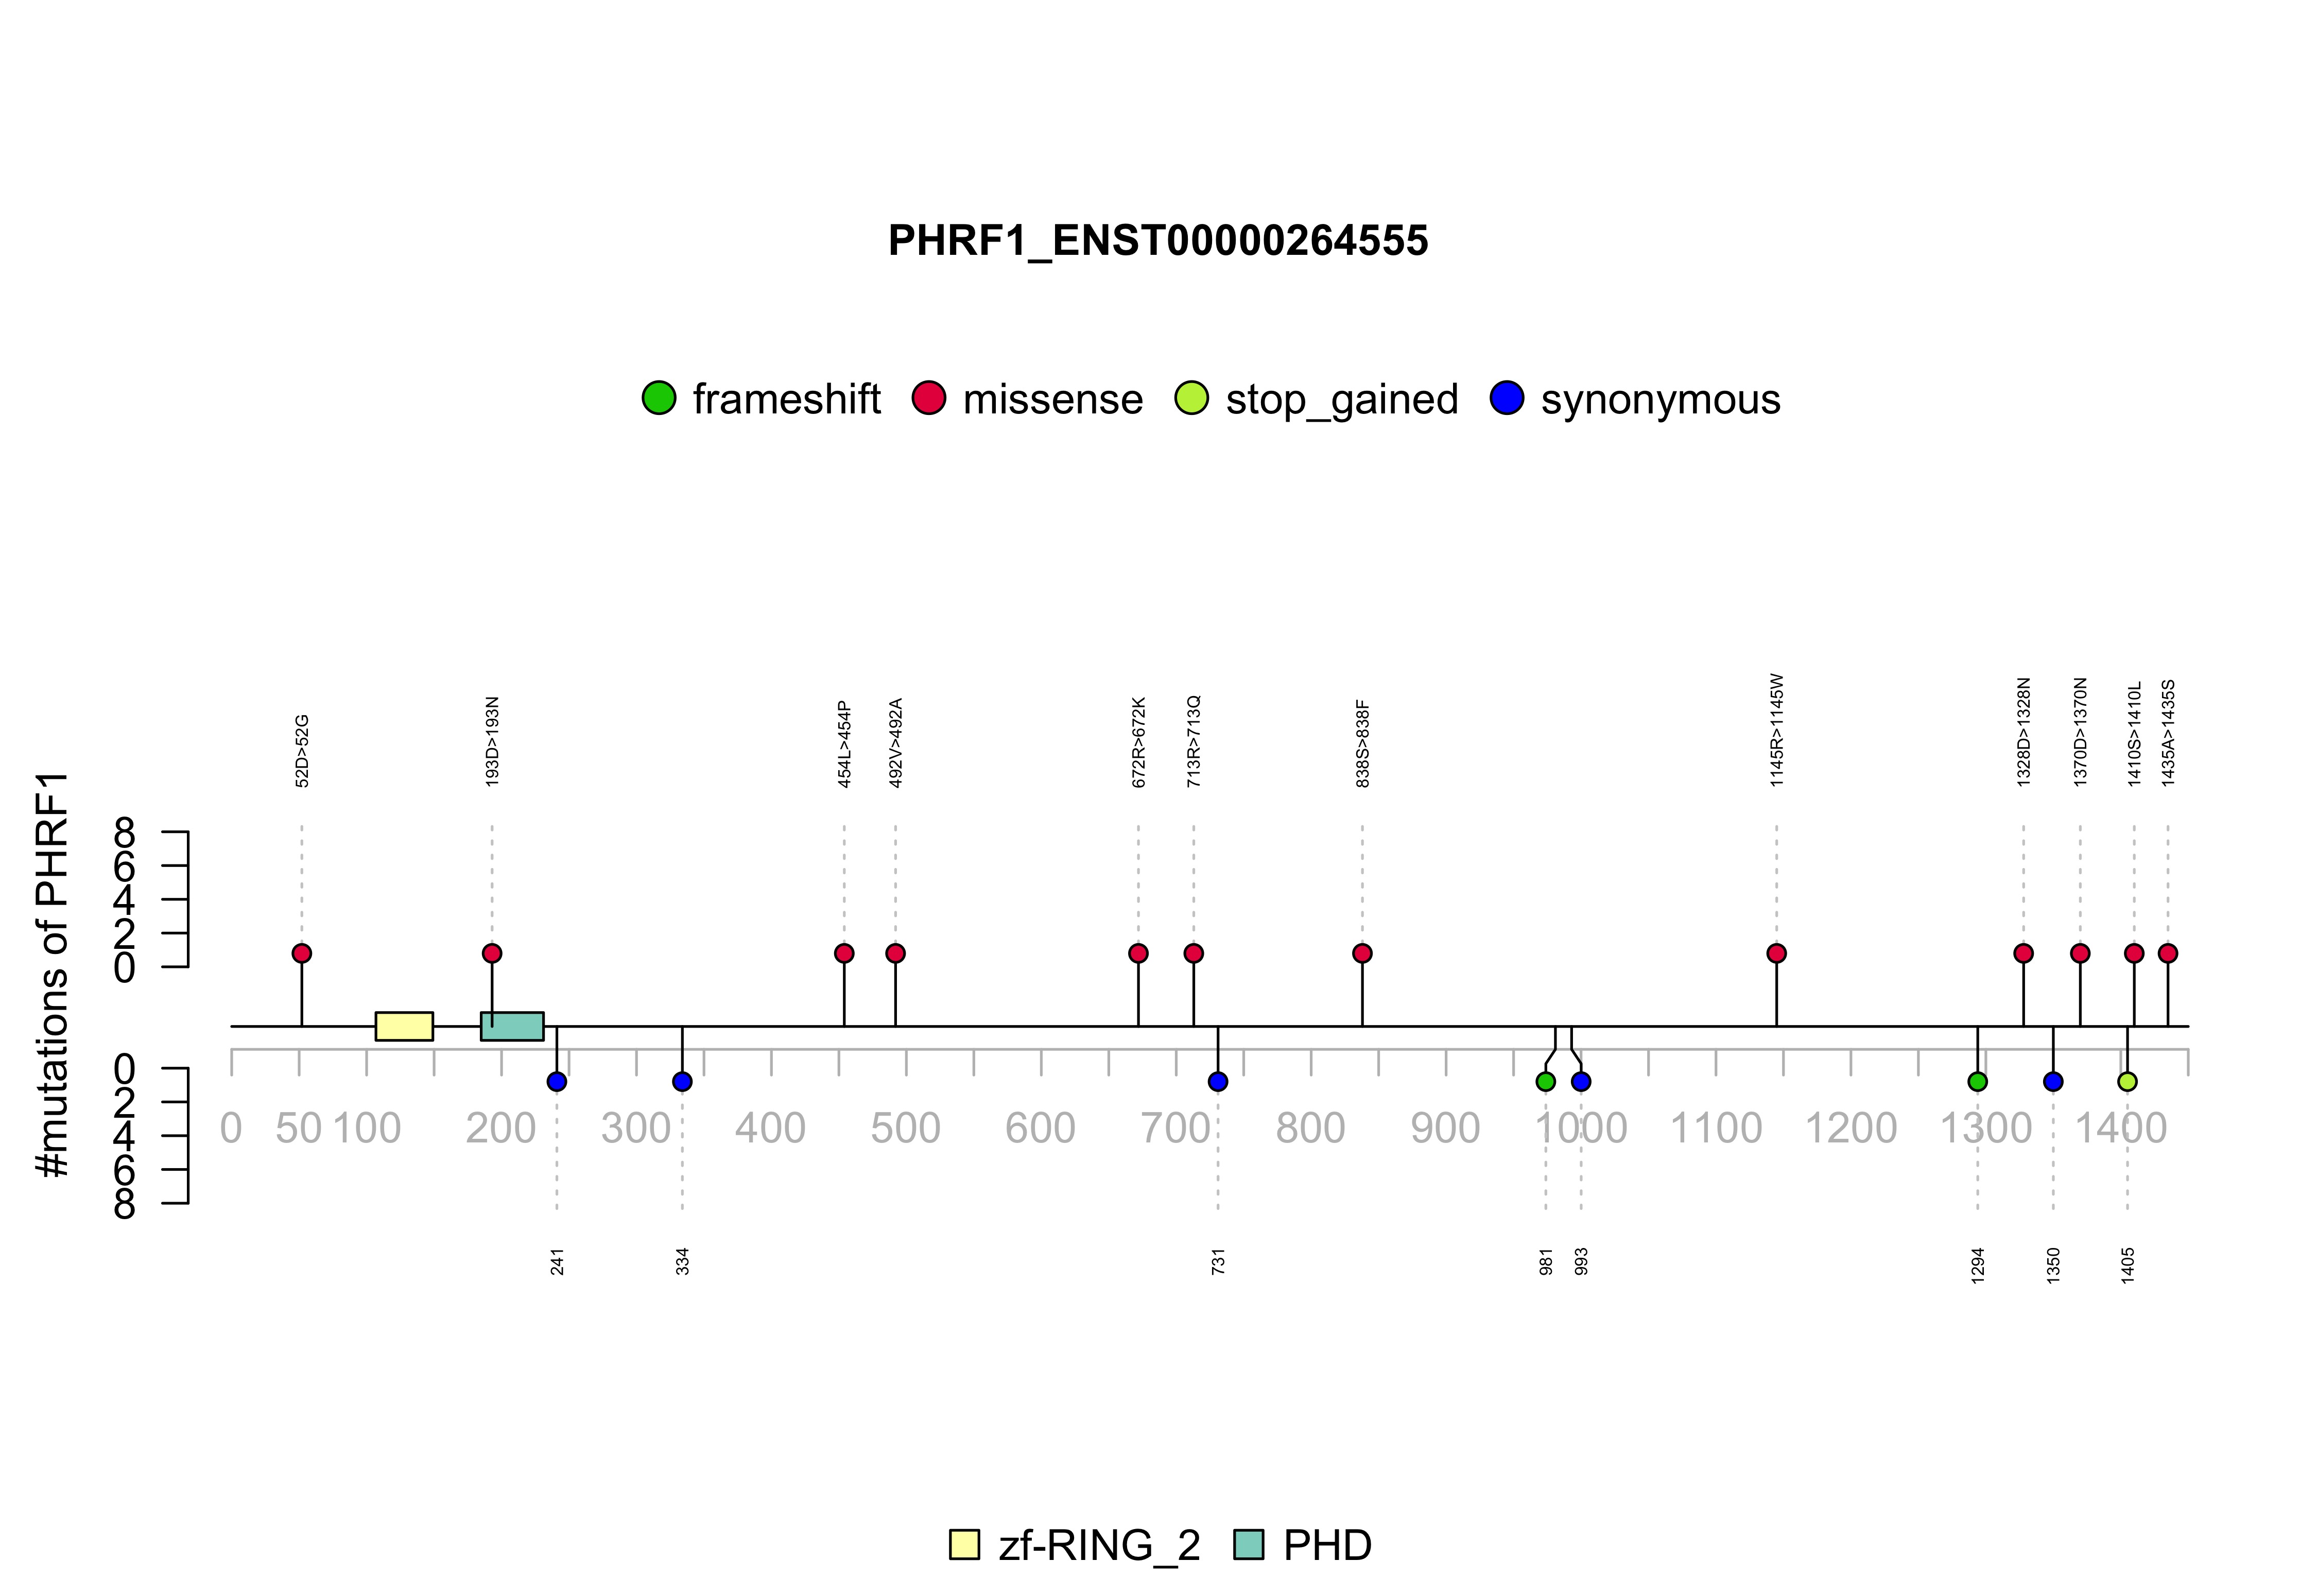 PHRF1_ENST00000264555
frameshift missense stop_gained synonymous
52D>52G 193D>193N 454L>454P 492V>492A 672R>672K 713R>713Q 838S>838F 1145R>1145W 1328D>1328N 1370D>1370N 1410S>1410L 1435A>1435S
#mutations of PHRF1
8
6
4
2
0
0
2
4
6
8
0 50 100 200 300 400 500 600 700 800 900 1000 1100 1200 1300 1400
241 334 731 981 993 1294 1350 1405
zf-RING_2 PHD